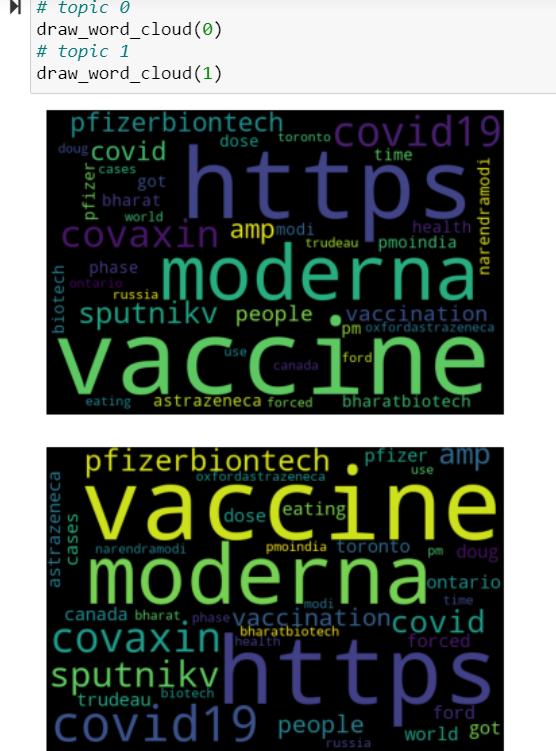 # topic 0
draw_word_cloud(0)
# topic 1
draw_word_cloud(1)
pfizerbiontech
covid19
dose
toronto
doug
covid
time
cases
https
pfizer
got
bharat
world
narendramodi
covaxin
amp
modi
health
trudeau
pmoindia
phase
moderna
ontario
russia
biotech
sputnikv
people
vaccination
pm
oxfordastrazeneca
vaccine
use
canada
ford
eating
astrazeneca
forced
bharatbiotech
pfizerbiontech
pfizer
amp
use
oxfordastrazeneca
vaccine
astrazeneca
cases
dose
eating
narendramodi
pmoindia
toronto
pm
doug
moderna
ontario
modi
time
canada
bharat
phase
vaccination
covid
bharatbiotech
covaxin
health
forced
https
sputnikv
trudeau
biotech
covid19
people
ford
world
got
russia